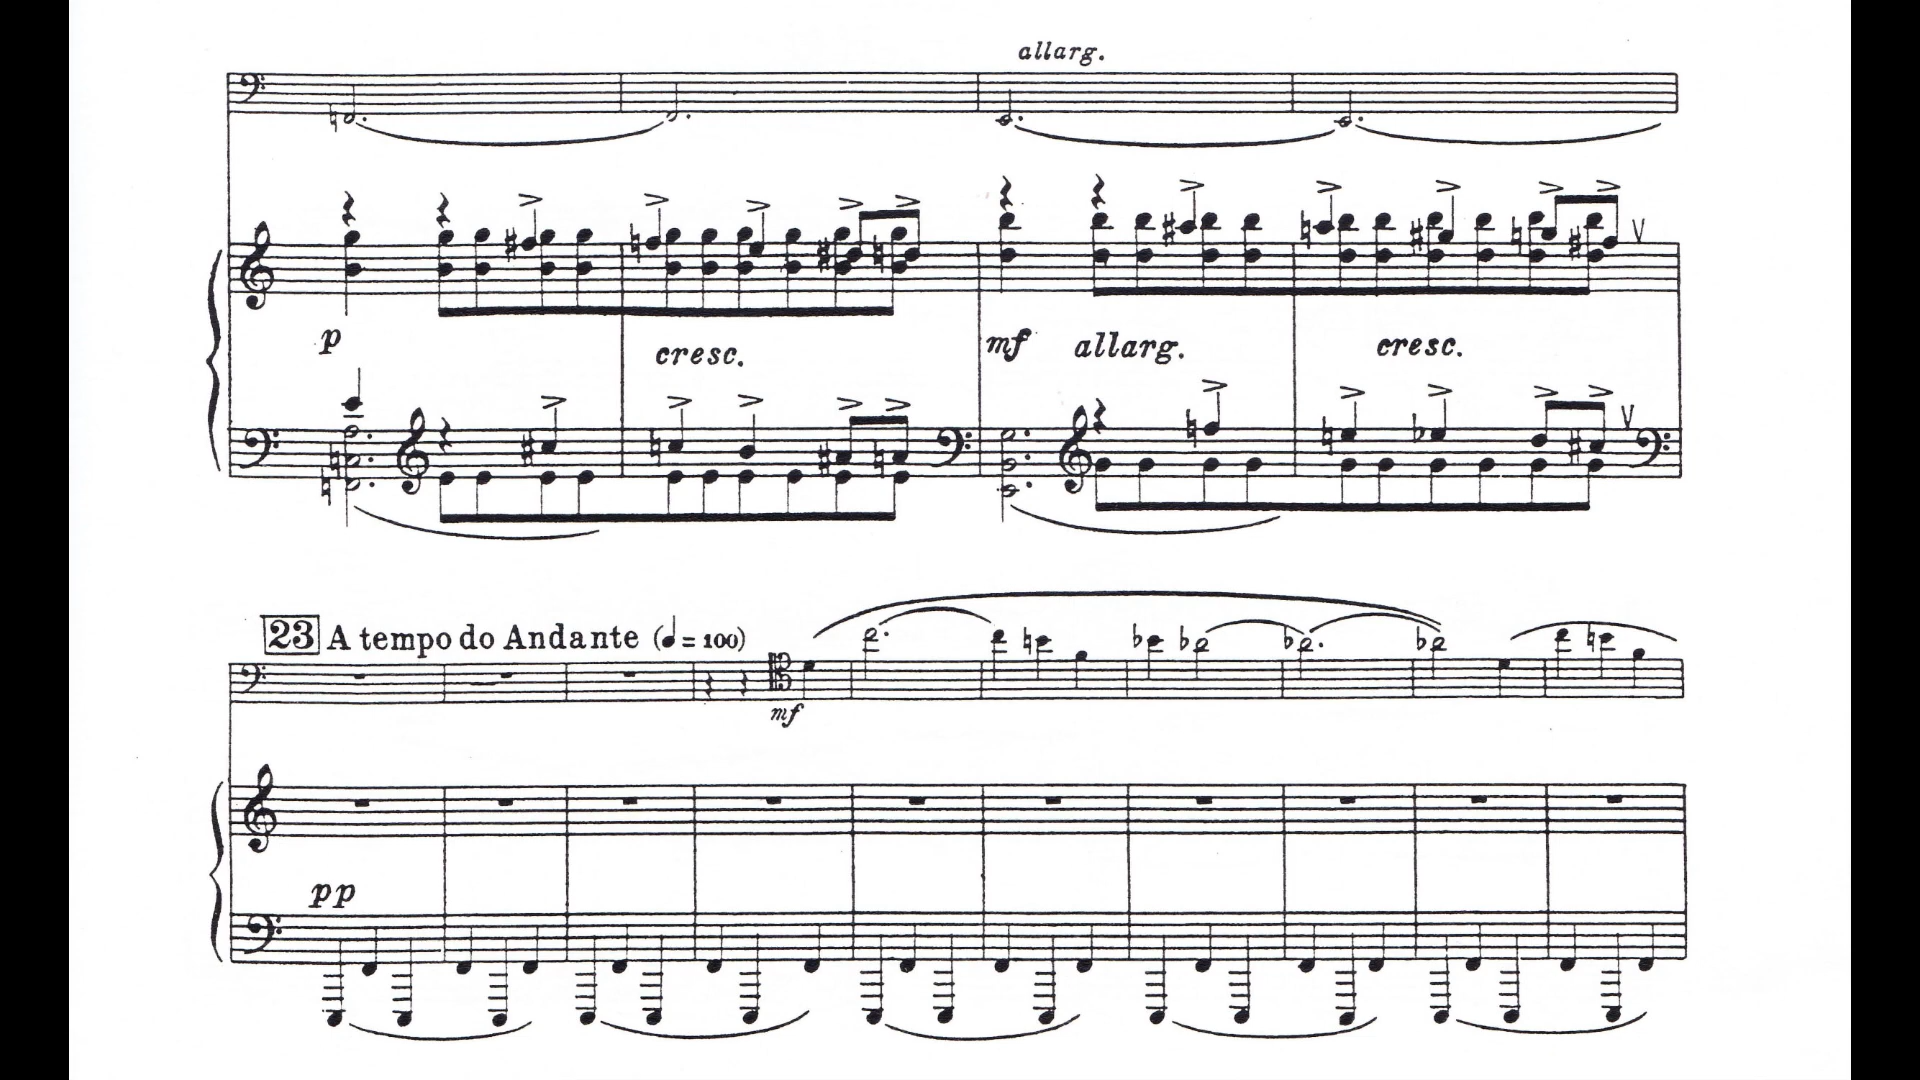 allarg.
p cresc. mf allarg. cresc.
23 A tempo do Andante (♩ = 100)
mf
pp